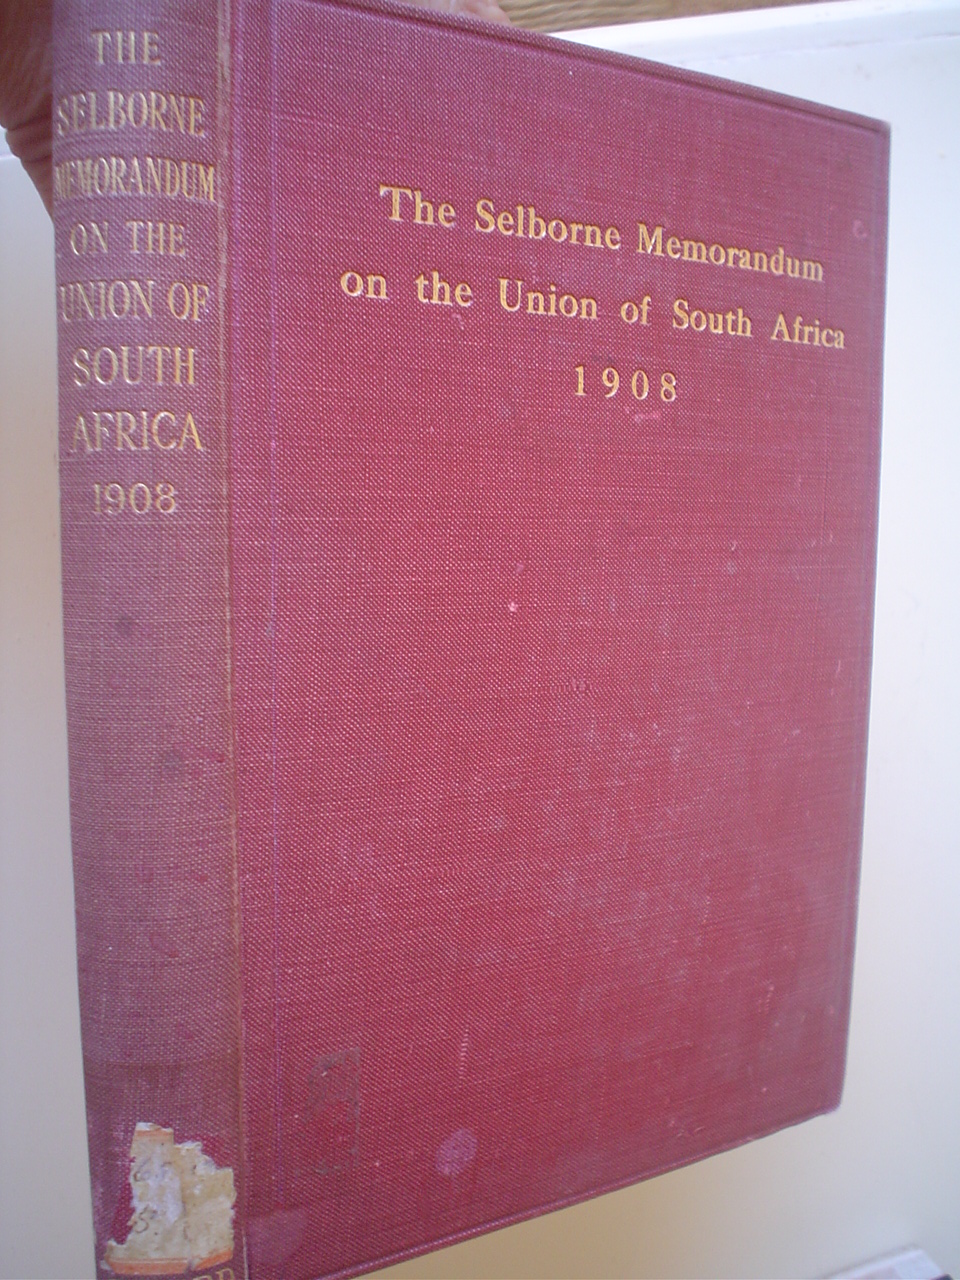 THE
SELBORNE
MEMORANDUM
ON THE
UNION OF
SOUTH
AFRICA
1908
The Selborne Memorandum
on the Union of South Africa
1908